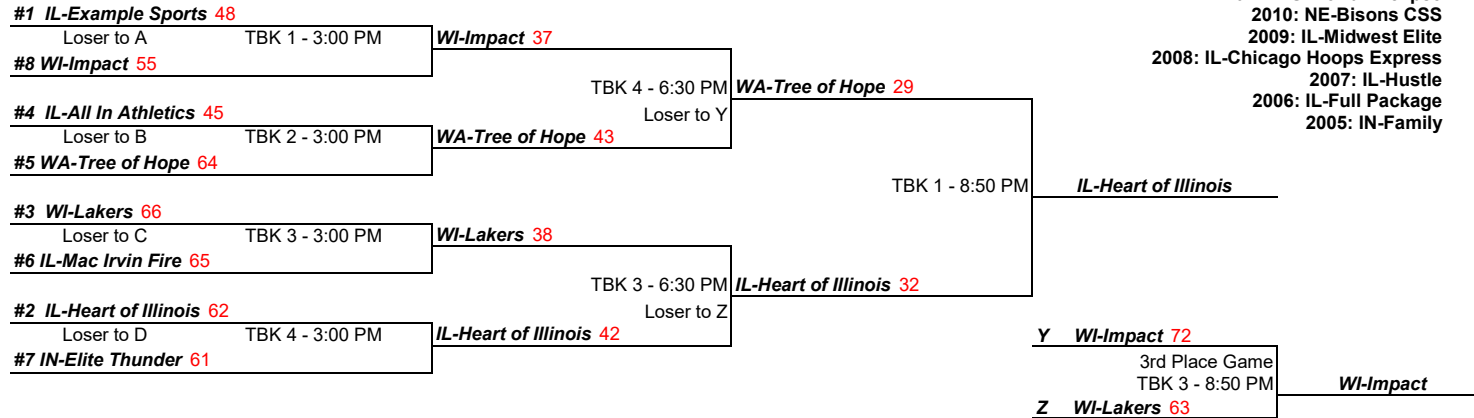 2010: NE-Bisons CSS
2009: IL-Midwest Elite
2008: IL-Chicago Hoops Express
2007: IL-Hustle
2006: IL-Full Package
2005: IN-Family
#1 IL-Example Sports 48
Loser to A TBK 1 - 3:00 PM
WI-Impact 37
#8 WI-Impact 55
TBK 4 - 6:30 PM
WA-Tree of Hope 29
#4 IL-All In Athletics 45
Loser to Y
Loser to B TBK 2 - 3:00 PM
WA-Tree of Hope 43
#5 WA-Tree of Hope 64
TBK 1 - 8:50 PM
IL-Heart of Illinois
#3 WI-Lakers 66
Loser to C TBK 3 - 3:00 PM
WI-Lakers 38
#6 IL-Mac Irvin Fire 65
TBK 3 - 6:30 PM
IL-Heart of Illinois 32
#2 IL-Heart of Illinois 62
Loser to Z
Loser to D TBK 4 - 3:00 PM
IL-Heart of Illinois 42
#7 IN-Elite Thunder 61
Y WI-Impact 72
3rd Place Game
TBK 3 - 8:50 PM
WI-Impact
Z WI-Lakers 63